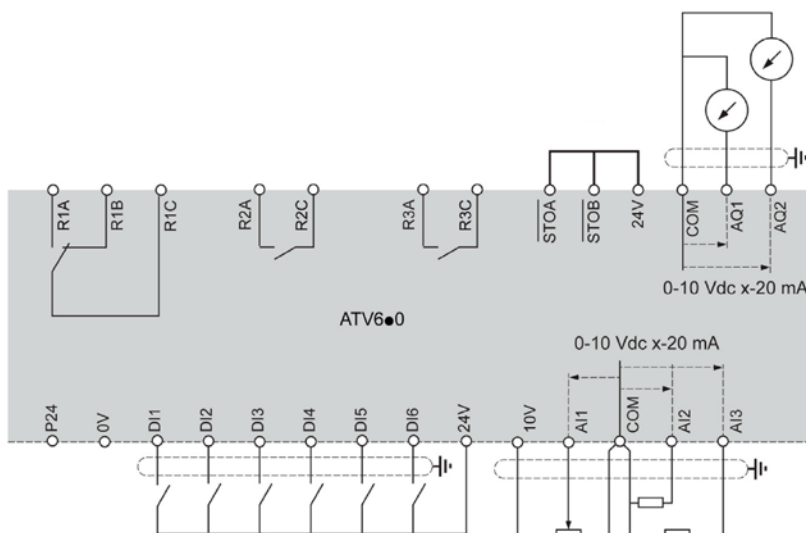 R1A
R1B
R1C
R2A
R2C
R3A
R3C
STOA
STOB
24V
COM
AQ1
AQ2
0-10 Vdc x-20 mA
ATV6●0
0-10 Vdc x-20 mA
P24
0V
DI1
DI2
DI3
DI4
DI5
DI6
24V
10V
AI1
COM
AI2
AI3